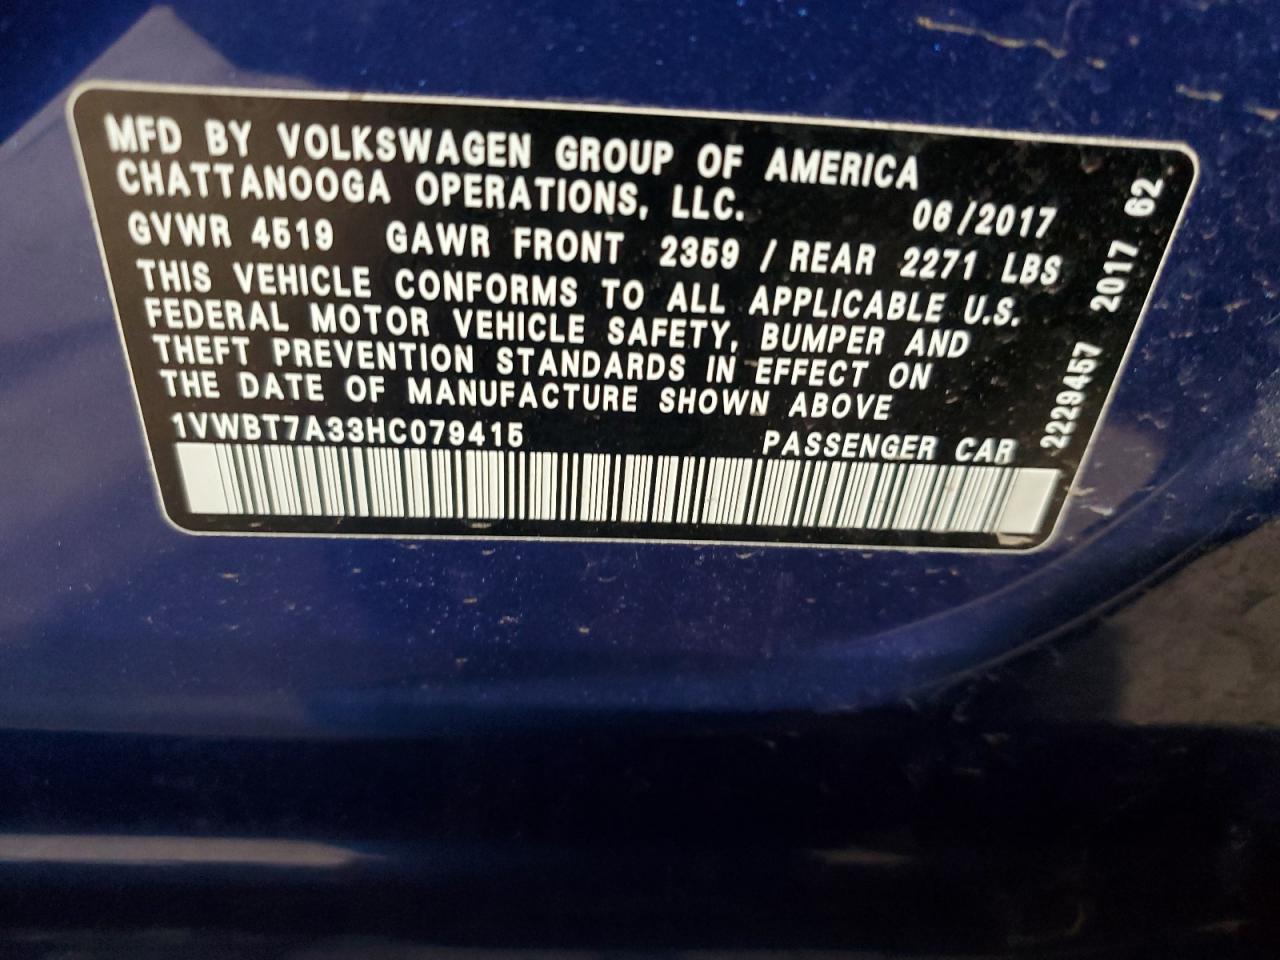 MFD BY VOLKSWAGEN GROUP OF AMERICA
CHATTANOOGA OPERATIONS, LLC. 06/2017
GVWR 4519 GAWR FRONT 2359 / REAR 2271 LBS
THIS VEHICLE CONFORMS TO ALL APPLICABLE U.S.
FEDERAL MOTOR VEHICLE SAFETY, BUMPER AND
THEFT PREVENTION STANDARDS IN EFFECT ON
THE DATE OF MANUFACTURE SHOWN ABOVE
1VWBT7A33HC079415 PASSENGER CAR
2229457 2017 62